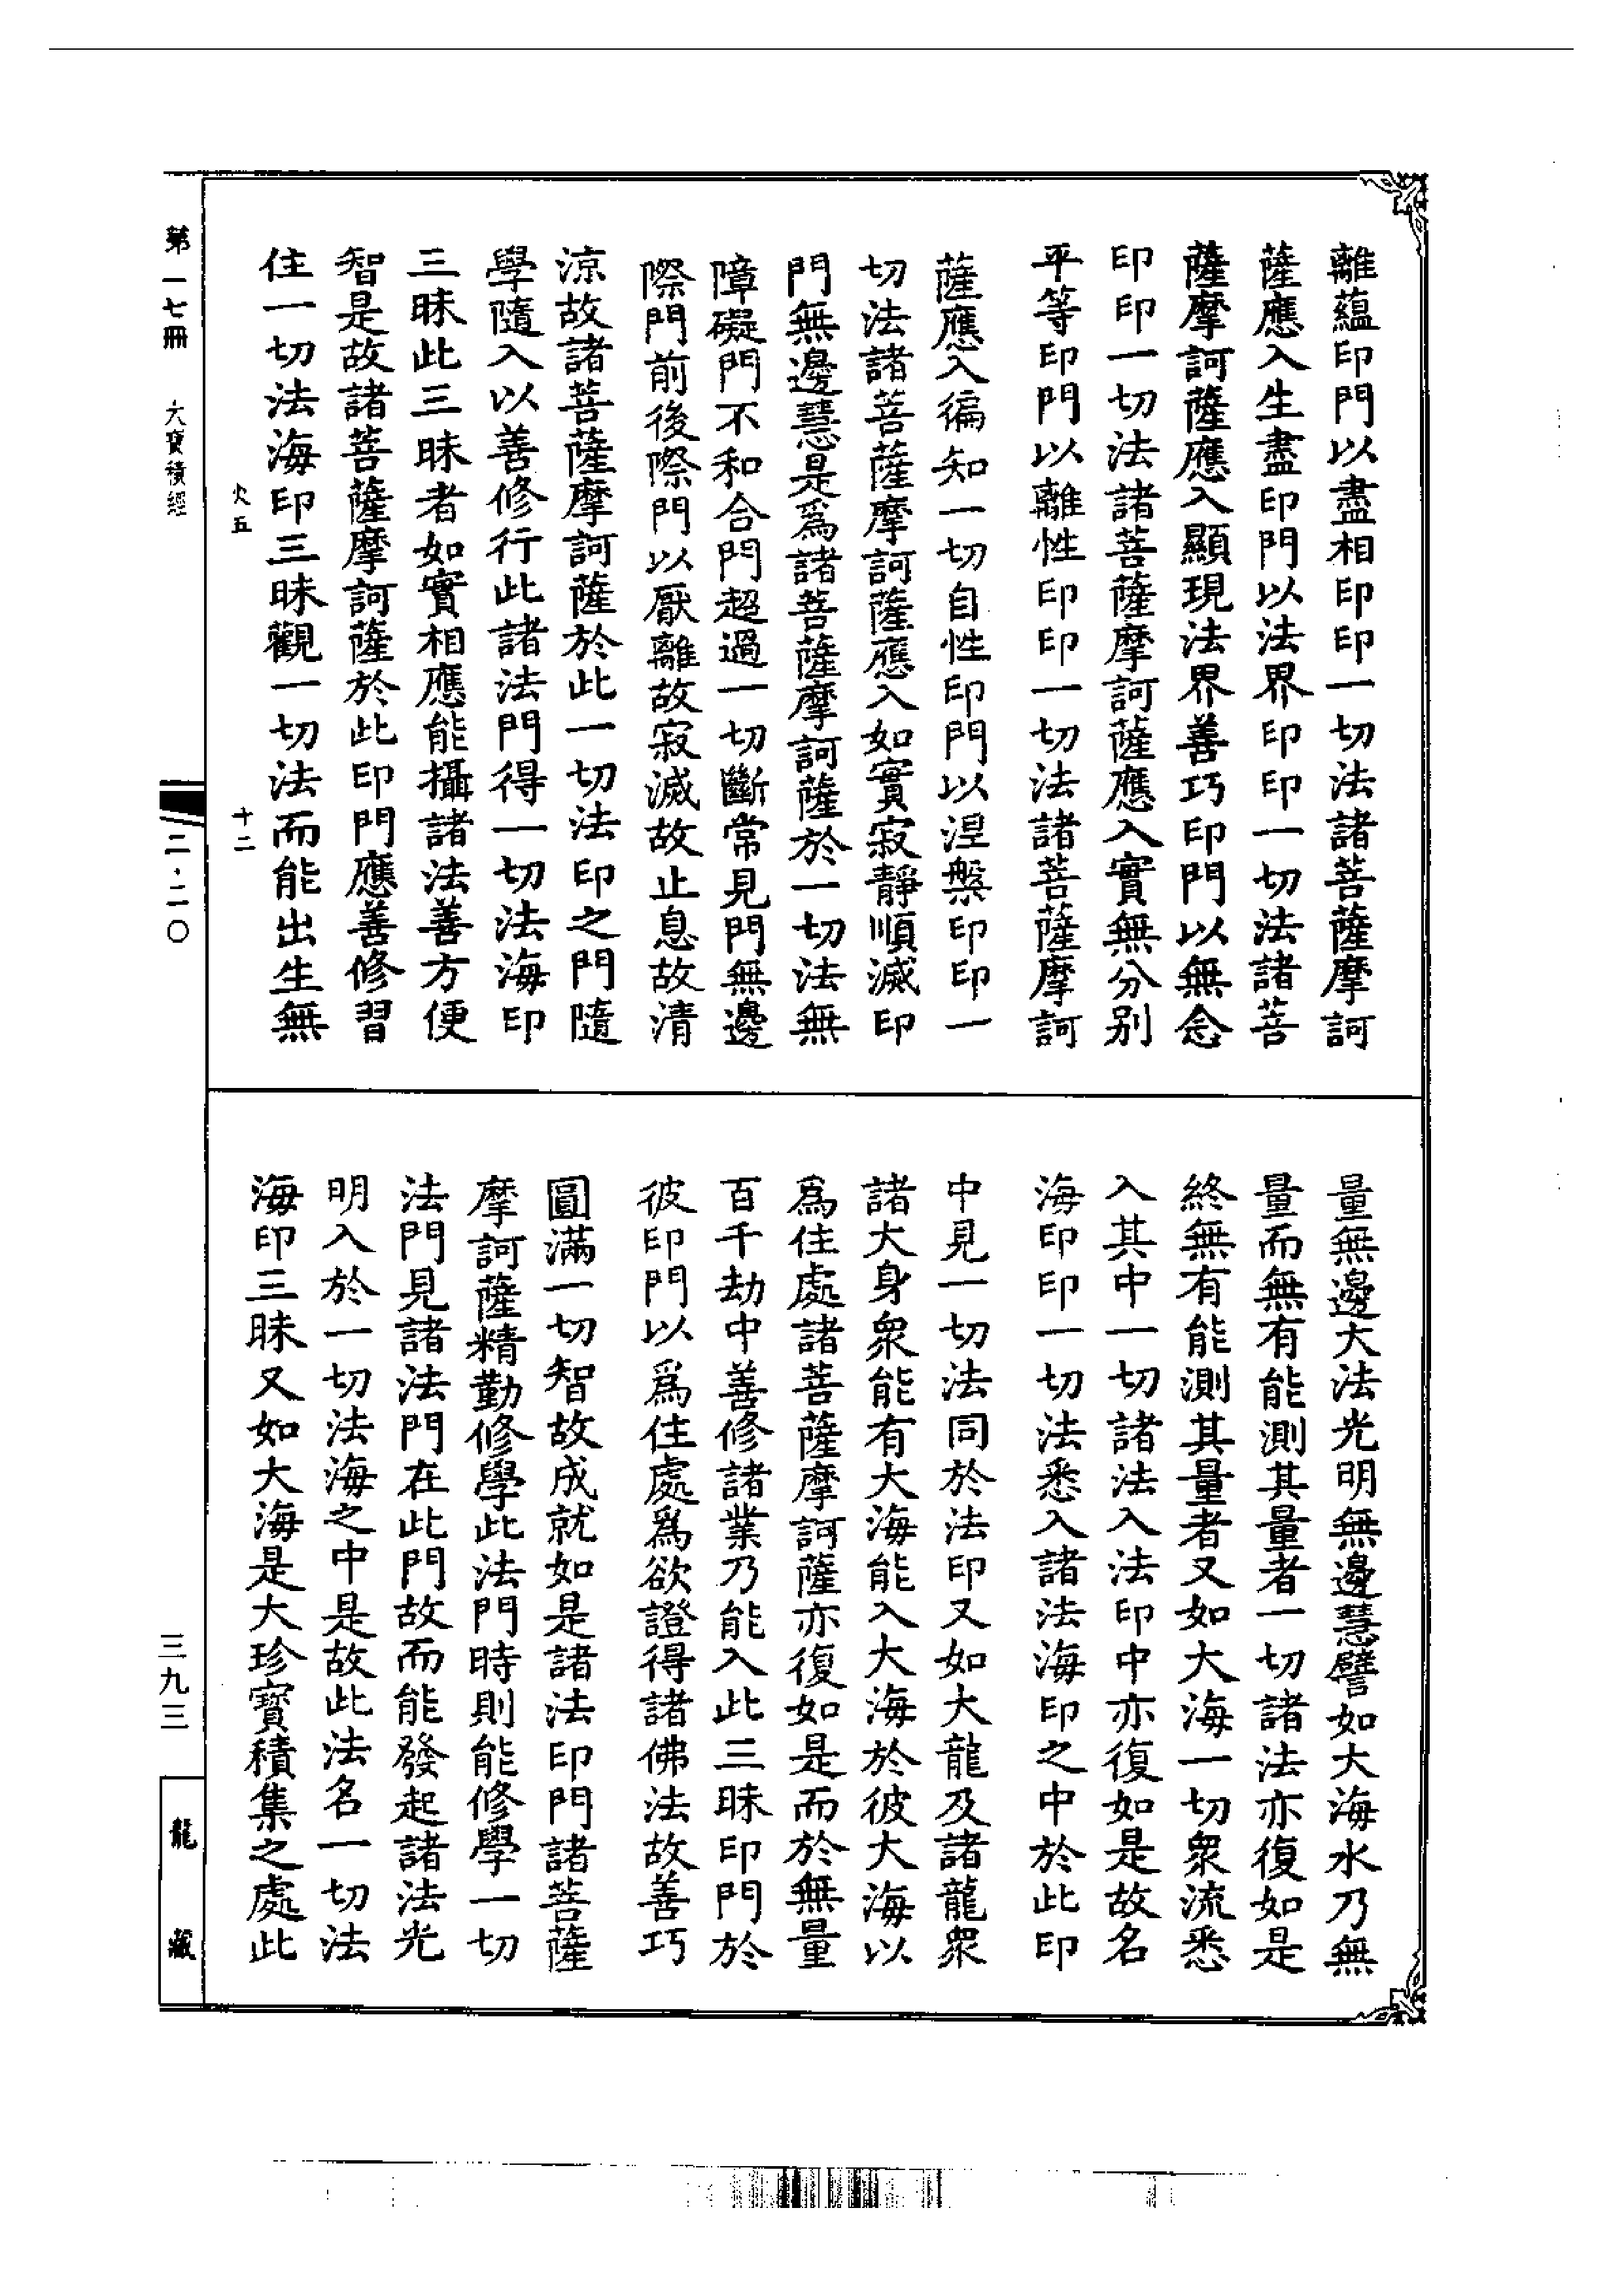 離蘊印門以盡相印印一切法諸菩薩摩訶
薩應入生盡印門以法界印印一切法諸菩
薩摩訶薩應入顯現法界善巧印門以無念
印印一切法諸菩薩摩訶薩應入實無分別
平等印門以離性印印一切法諸菩薩摩訶
薩應入徧知一切自性印門以涅槃印印一
切法諸菩薩摩訶薩應入如實寂靜順滅印
門無邊慧是爲諸菩薩摩訶薩於一切法無
障礙門不和合門超過一切斷常見門無邊
際門前後際門以厭離故寂滅故止息故清
涼故諸菩薩摩訶薩於此一切法印之門隨
學隨入以善修行此諸法門得一切法海印
三昧此三昧者如實相應能攝諸法善方便
智是故諸菩薩摩訶薩於此印門應善修習
住一切法海印三昧觀一切法而能出生無
火五
十二
量無邊大法光明無邊慧譬如大海水乃無
量而無有能測其量者一切諸法亦復如是
終無有能測其量者又如大海一切衆流悉
入其中一切諸法入法印中亦復如是故名
海印印一切法悉入諸法海印之中於此印
中見一切法同於法印又如大龍及諸龍衆
諸大身衆能有大海能入大海於彼大海以
爲住處諸菩薩摩訶薩亦復如是而於無量
百千劫中善修諸業乃能入此三昧印門於
彼印門以爲住處爲欲證得諸佛法故善巧
圓滿一切智故成就如是諸法印門諸菩薩
摩訶薩精勤修學此法門時則能修學一切
法門見諸法門在此門故而能發起諸法光
明入於一切法海之中是故此法名一切法
海印三昧又如大海是大珍寶積集之處此
第一七冊
大寶積經
二·二〇
三九三
龍藏